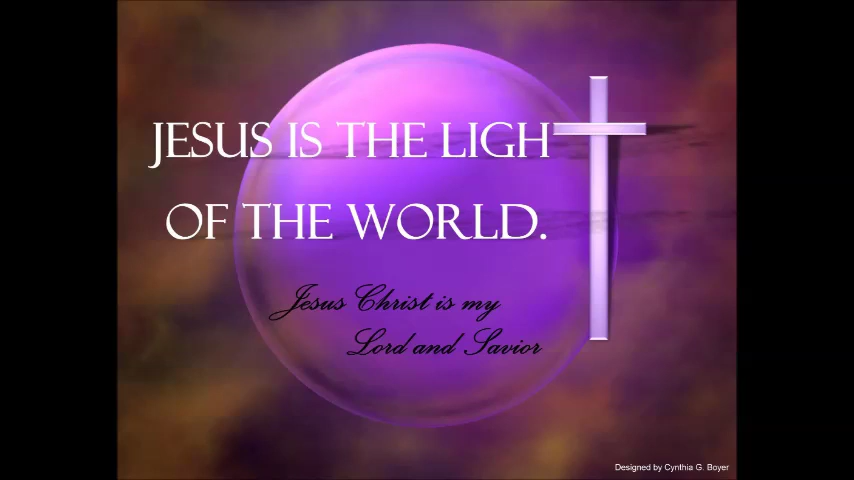 JESUS IS THE LIGH
OF THE WORLD.
Jesus Christ is my
Lord and Savior
Designed by Cynthia G. Boyer